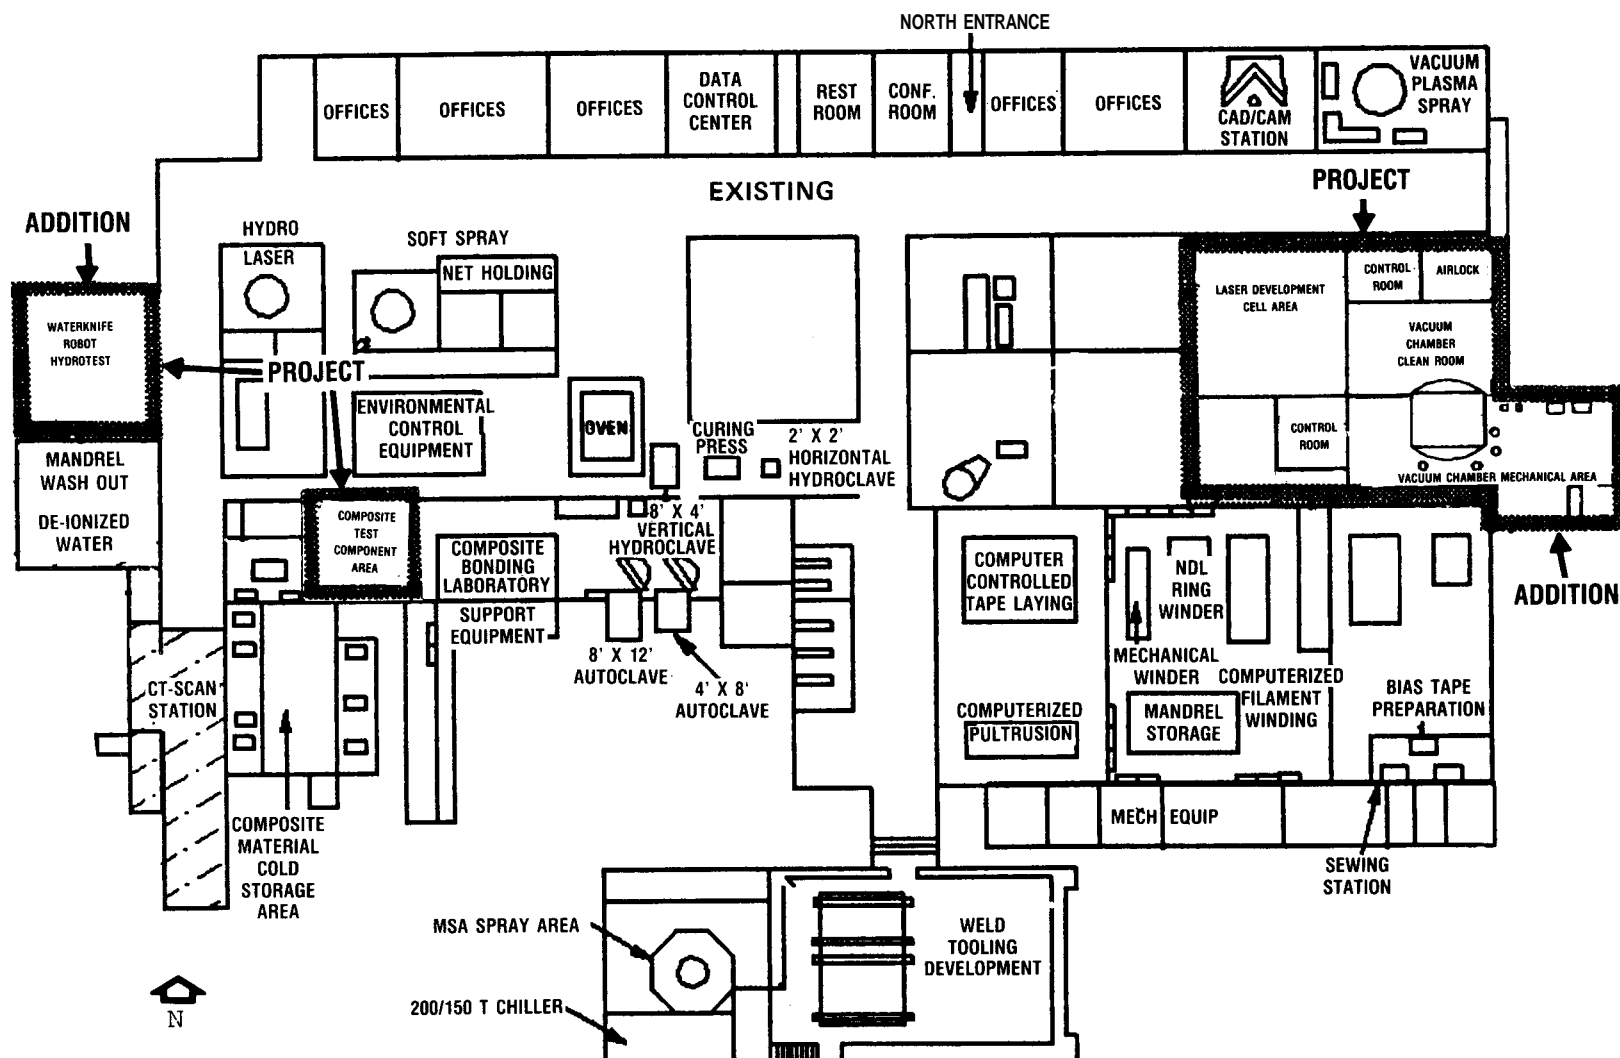 NORTH ENTRANCE
OFFICES
OFFICES
OFFICES
DATA
CONTROL
CENTER
REST
ROOM
CONF.
ROOM
OFFICES
OFFICES
CAD/CAM
STATION
VACUUM
PLASMA
SPRAY
EXISTING
PROJECT
ADDITION
HYDRO
LASER
SOFT SPRAY
NET HOLDING
WATERKNIFE
ROBOT
HYDROTEST
PROJECT
LASER DEVELOPMENT
CELL AREA
CONTROL
ROOM
AIRLOCK
VACUUM
CHAMBER
CLEAN ROOM
ENVIRONMENTAL
CONTROL
EQUIPMENT
OVEN
CURING
PRESS
2' X 2'
HORIZONTAL
HYDROCLAVE
CONTROL
ROOM
VACUUM CHAMBER MECHANICAL AREA
MANDREL
WASH OUT
DE-IONIZED
WATER
COMPOSITE
TEST
COMPONENT
AREA
8' X 4'
VERTICAL
HYDROCLAVE
COMPOSITE
BONDING
LABORATORY
SUPPORT
EQUIPMENT
COMPUTER
CONTROLLED
TAPE LAYING
NDL
RING
WINDER
ADDITION
8' X 12'
AUTOCLAVE
4' X 8'
AUTOCLAVE
MECHANICAL
WINDER
COMPUTERIZED
FILAMENT
WINDING
CT-SCAN
STATION
COMPUTERIZED
PULTRUSION
MANDREL
STORAGE
BIAS TAPE
PREPARATION
COMPOSITE
MATERIAL
COLD
STORAGE
AREA
MECH EQUIP
SEWING
STATION
MSA SPRAY AREA
WELD
TOOLING
DEVELOPMENT
200/150 T CHILLER
N